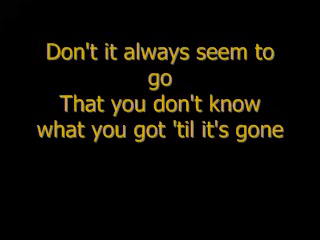 Don't it always seem to
go
That you don't know
what you got 'til it's gone